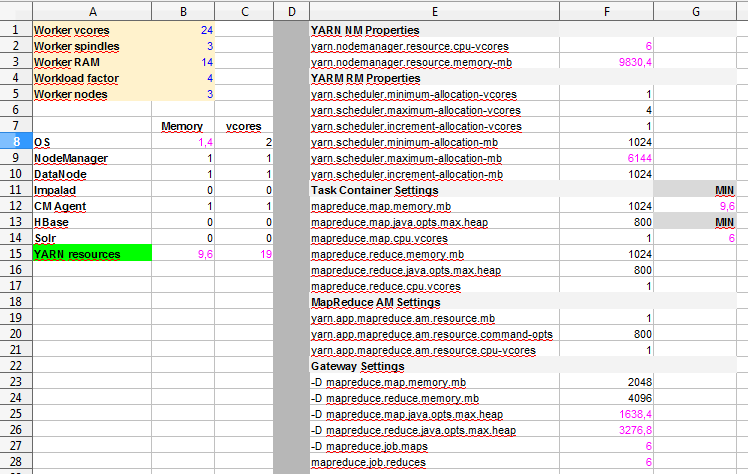 A B C D E F G
1 Worker vcores 24 YARN NM Properties
2 Worker spindles 3 yarn.nodemanager.resource.cpu-vcores 6
3 Worker RAM 14 yarn.nodemanager.resource.memory-mb 9830,4
4 Workload factor 4 YARM RM Properties
5 Worker nodes 3 yarn.scheduler.minimum-allocation-vcores 1
6 yarn.scheduler.maximum-allocation-vcores 4
7 Memory vcores yarn.scheduler.increment-allocation-vcores 1
8 OS 1,4 2 yarn.scheduler.minimum-allocation-mb 1024
9 NodeManager 1 1 yarn.scheduler.maximum-allocation-mb 6144
10 DataNode 1 1 yarn.scheduler.increment-allocation-mb 1024
11 Impalad 0 0 Task Container Settings MIN
12 CM Agent 1 1 mapreduce.map.memory.mb 1024 9,6
13 HBase 0 0 mapreduce.map.java.opts.max.heap 800 MIN
14 Solr 0 0 mapreduce.map.cpu.vcores 1 6
15 YARN resources 9,6 19 mapreduce.reduce.memory.mb 1024
16 mapreduce.reduce.java.opts.max.heap 800
17 mapreduce.reduce.cpu.vcores 1
18 MapReduce AM Settings
19 yarn.app.mapreduce.am.resource.mb 1
20 yarn.app.mapreduce.am.resource.command-opts 800
21 yarn.app.mapreduce.am.resource.cpu-vcores 1
22 Gateway Settings
23 -D mapreduce.map.memory.mb 2048
24 -D mapreduce.reduce.memory.mb 4096
25 -D mapreduce.map.java.opts.max.heap 1638,4
26 -D mapreduce.reduce.java.opts.max.heap 3276,8
27 -D mapreduce.job.maps 6
28 mapreduce.job.reduces 6